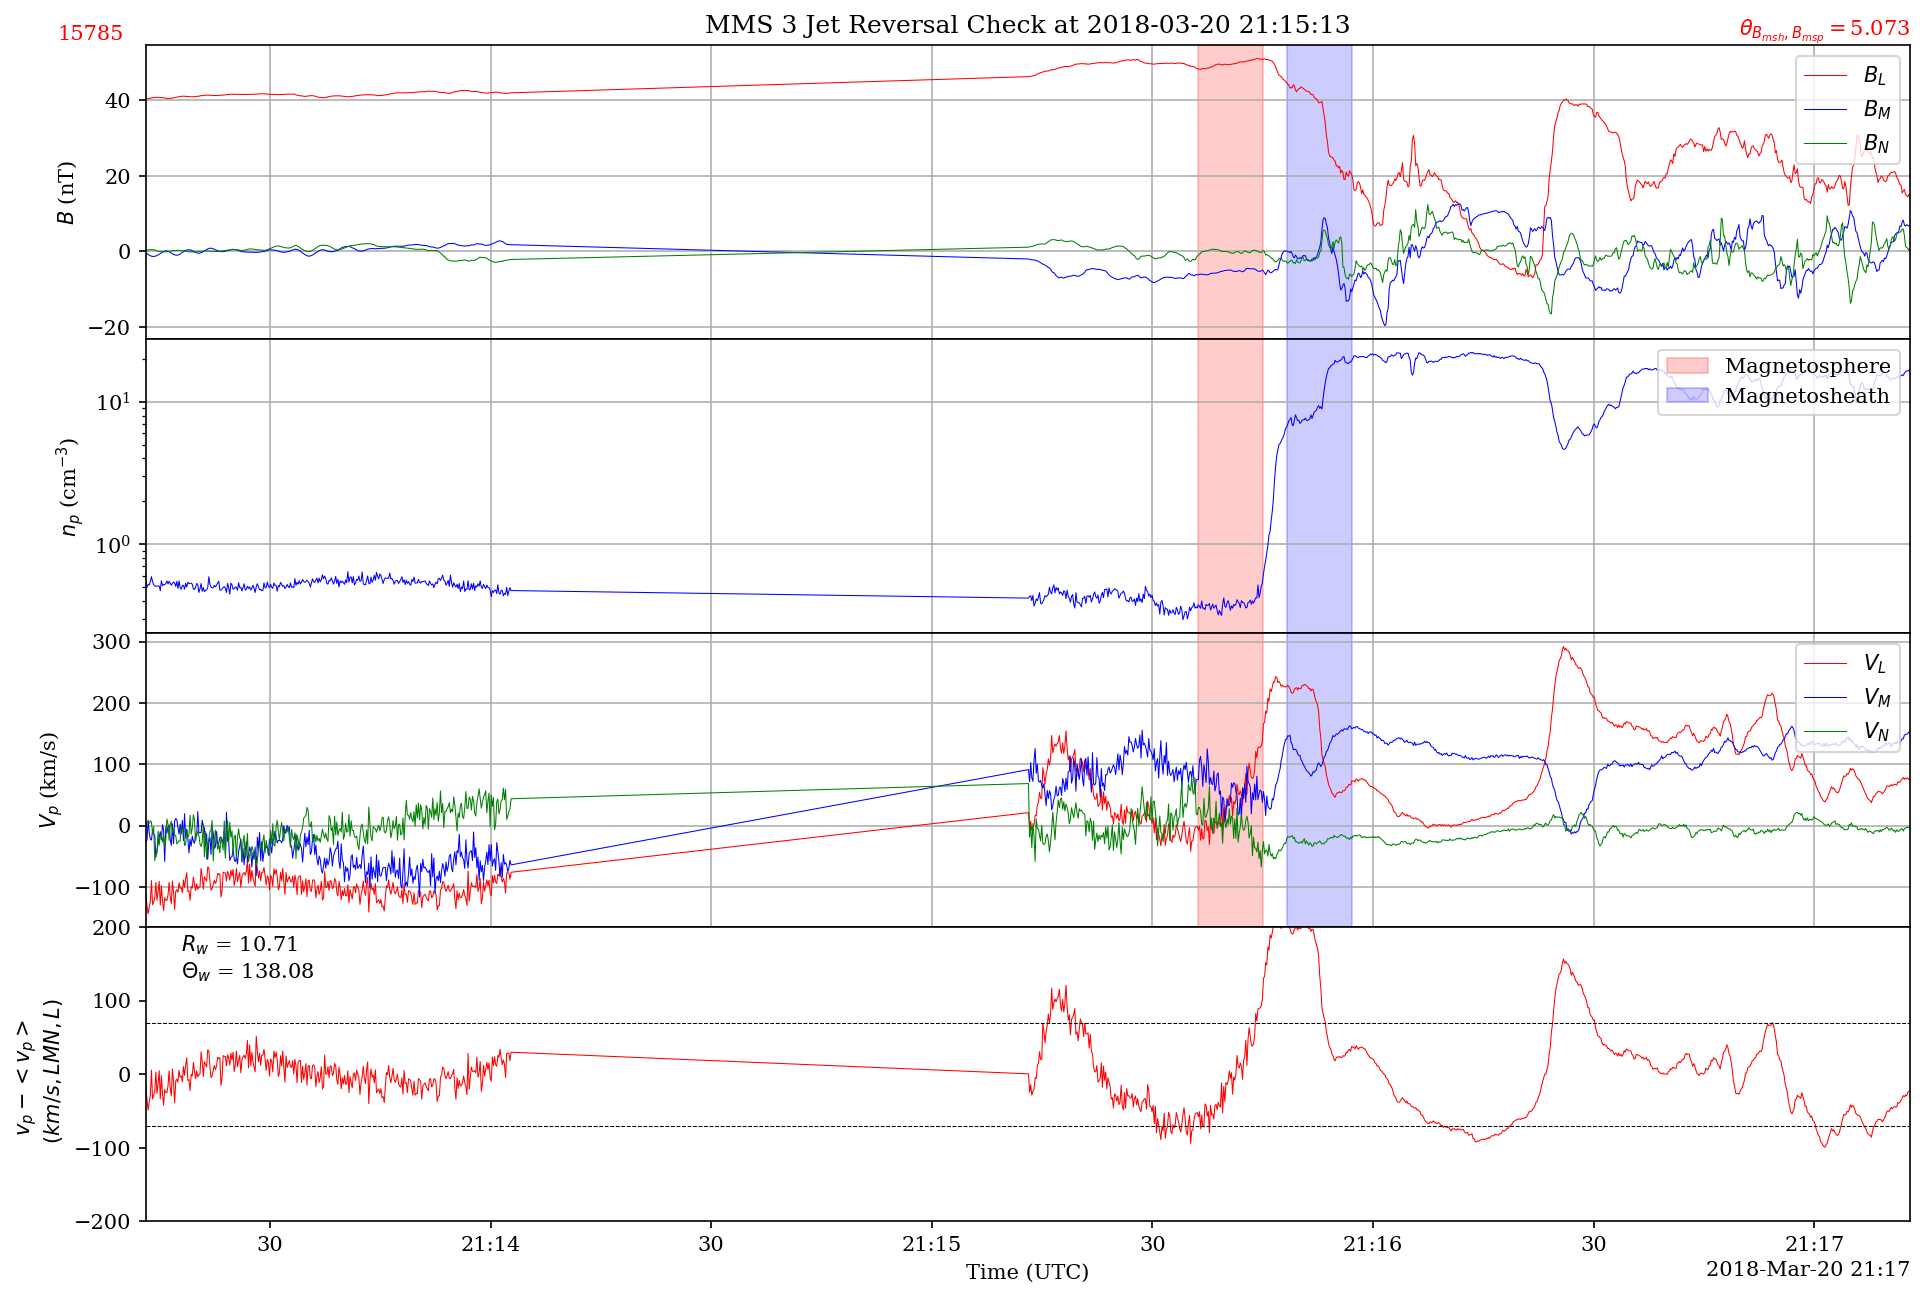 15785
MMS 3 Jet Reversal Check at 2018-03-20 21:15:13
θ_{B_{msh}, B_{msp}} = 5.073
B (nT)
40
20
0
−20
B_L
B_M
B_N
n_p (cm^{−3})
10^1
10^0
Magnetosphere
Magnetosheath
V_p (km/s)
300
200
100
0
−100
V_L
V_M
V_N
v_p − < v_p >
(km/s, LMN, L)
200
100
0
−100
−200
R_w = 10.71
Θ_w = 138.08
30
21:14
30
21:15
30
21:16
30
21:17
Time (UTC)
2018-Mar-20 21:17